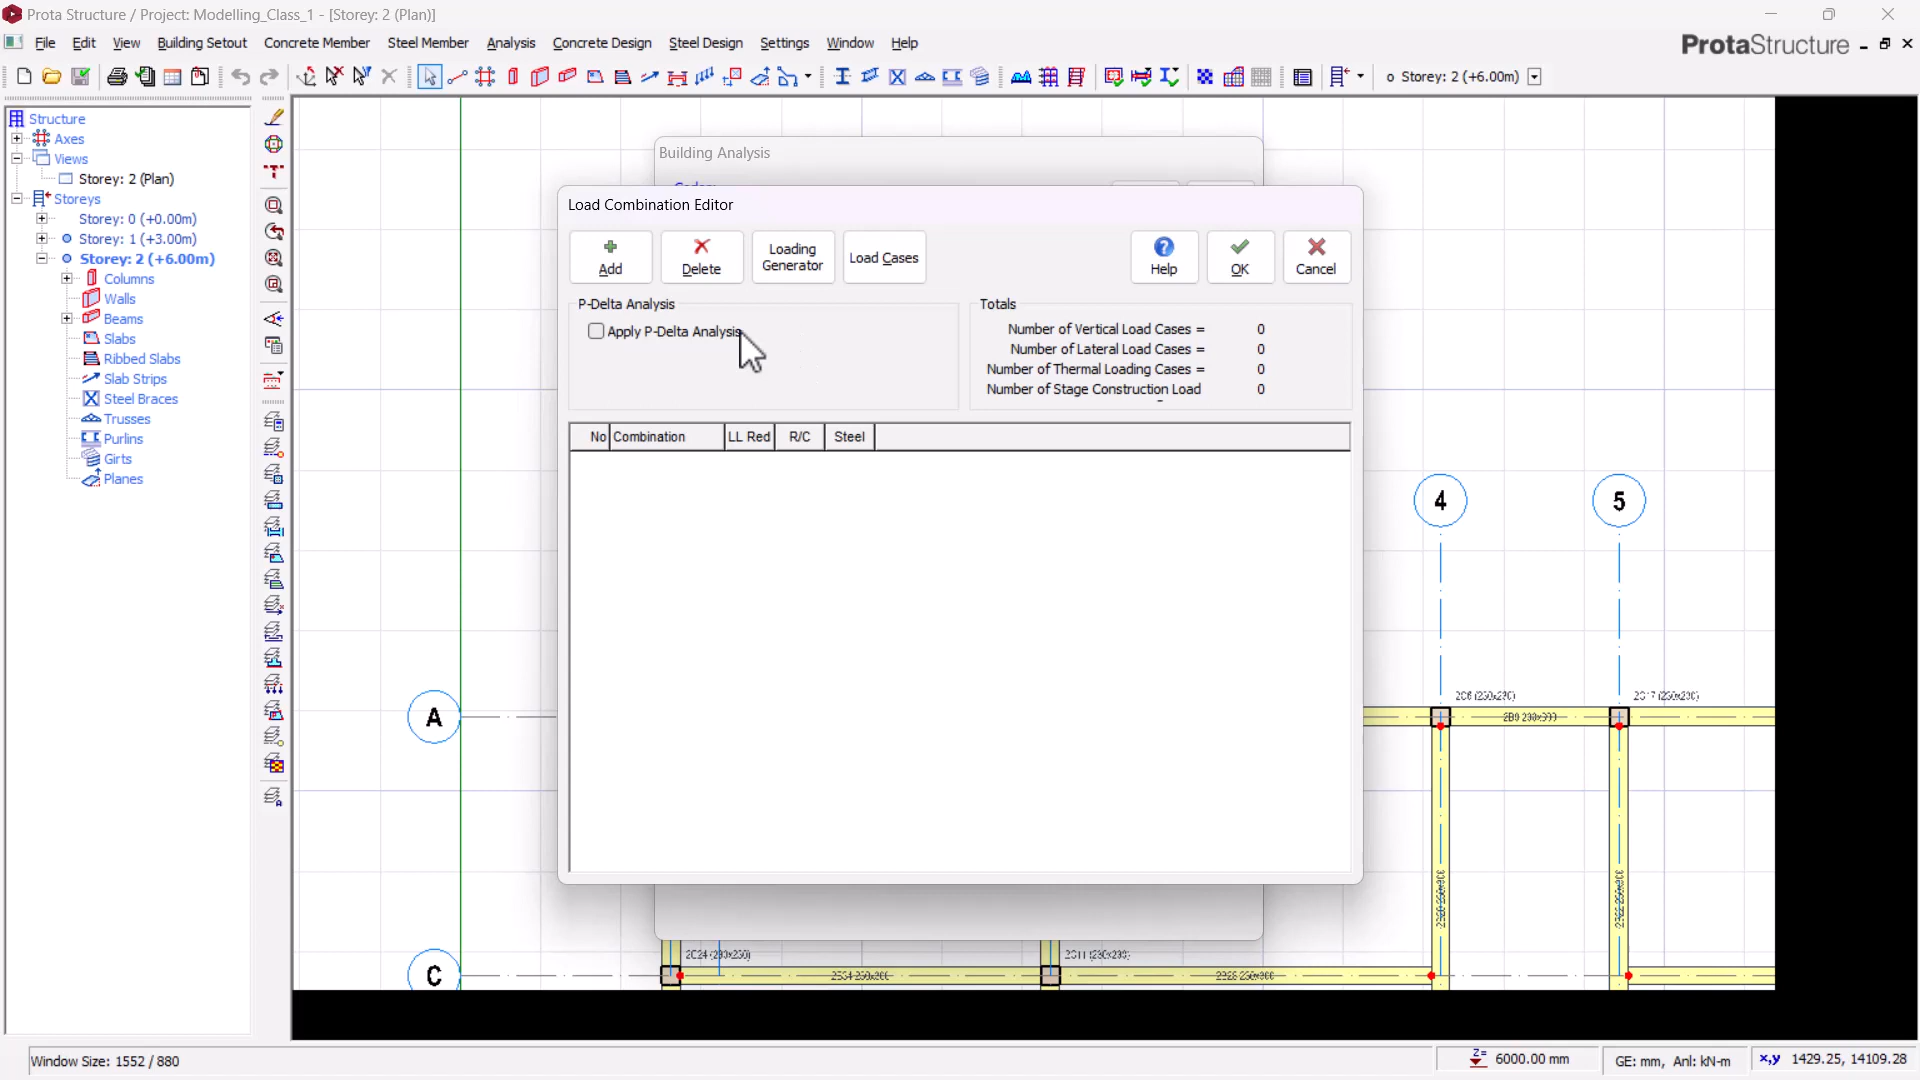 Prota Structure / Project: Modelling_Class_1 - [Storey: 2 (Plan)]
File Edit View Building Setout Concrete Member Steel Member Analysis Concrete Design Steel Design Settings Window Help
ProtaStructure
o Storey: 2 (+6.00m)
Structure
Axes
Views
Storey: 2 (Plan)
Storeys
Storey: 0 (+0.00m)
Storey: 1 (+3.00m)
Storey: 2 (+6.00m)
Columns
Walls
Beams
Slabs
Ribbed Slabs
Slab Strips
Steel Braces
Trusses
Purlins
Girts
Planes
Building Analysis
Load Combination Editor
Add
Delete
Loading Generator
Load Cases
Help
OK
Cancel
P-Delta Analysis
Apply P-Delta Analysis
Totals
Number of Vertical Load Cases = 0
Number of Lateral Load Cases = 0
Number of Thermal Loading Cases = 0
Number of Stage Construction Load 0
No Combination LL Red R/C Steel
4
5
A
C
Window Size: 1552 / 880
Z= 6000.00 mm
GE: mm, Anl: kN-m
x,y 1429.25, 14109.28